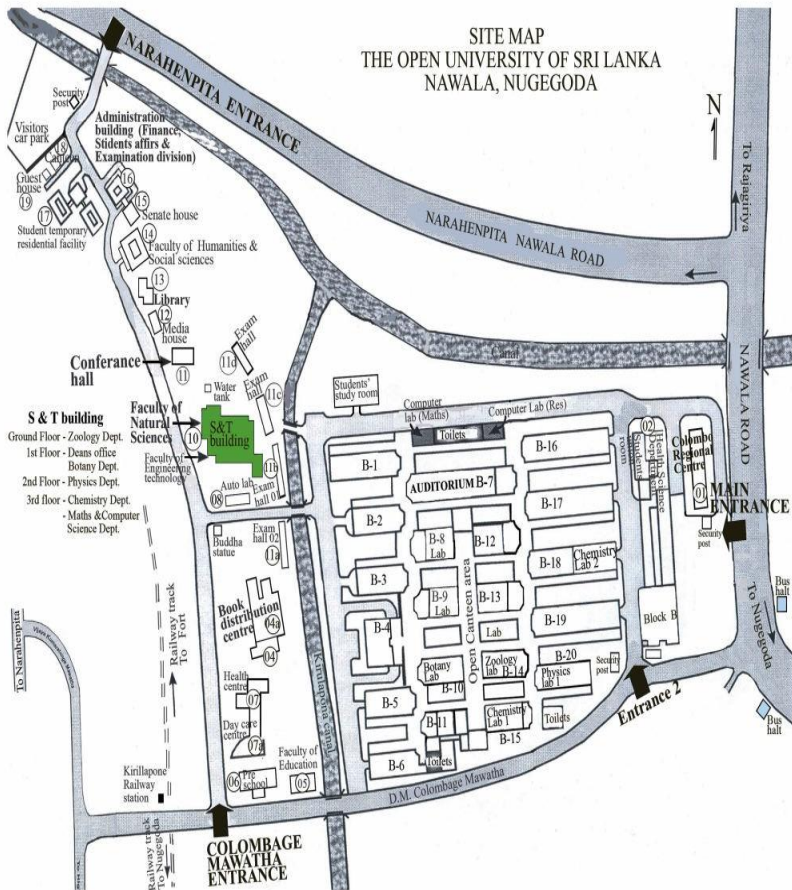 SITE MAP
THE OPEN UNIVERSITY OF SRI LANKA
NAWALA, NUGEGODA
N
NARAHENPITA ENTRANCE
NARAHENPITA NAWALA ROAD
To Rajagiriya
Canal
NAWALA ROAD
Security
post
Visitors
car park
Administration
building (Finance,
Stidents affirs &
Examination division)
18
Canteen
Guest
house
19
17
Student temporary
residential facility
16
15
Senate house
14
Faculty of Humanities &
Social sciences
13
Library
12
Media
house
Conferance
hall
11
Exam
hall
11d
Exam
hall
11c
Water
tank
Faculty of
Natural
Sciences
10
S&T
building
Faculty of
Engineering
technology
11b
Exam
hall 01
08
Auto lab
S & T building
Ground Floor - Zoology Dept.
1st Floor - Deans office
Botany Dept.
2nd Floor - Physics Dept.
3rd floor - Chemistry Dept.
- Maths &Computer
Science Dept.
Buddha
statue
Exam
hall 02
11a
Book
distribution
centre
04a
04
Health
centre
07
Day care
centre
07a
06
Pre
school
Faculty of
Education
05
Kirulapona canal
Railway track
To Fort
To Narahenpita
Kirillapone
Railway
station
Railway track
To Nugegoda
COLOMBAGE
MAWATHA
ENTRANCE
D.M. Colombage Mawatha
Students'
study room
Computer
lab (Maths)
Computer Lab (Res)
Toilets
B-1
AUDITORIUM
B-7
B-16
B-2
B-17
B-8
Lab
B-12
B-3
B-18
Chemistry
Lab 2
B-9
Lab
B-13
Open Canteen area
B-4
Lab
B-19
Botany
Lab
B-10
Zoology
lab
B-14
B-20
Physics
lab 1
B-5
B-11
Chemistry
Lab 1
B-15
Toilets
B-6
Toilets
02
Health Science
Department
Students'
room
Colombo
Regional
Centre
01
MAIN
ENTRANCE
Security
post
Block B
Security
post
Entrance 2
To Nugegoda
Bus
halt
Bus
halt